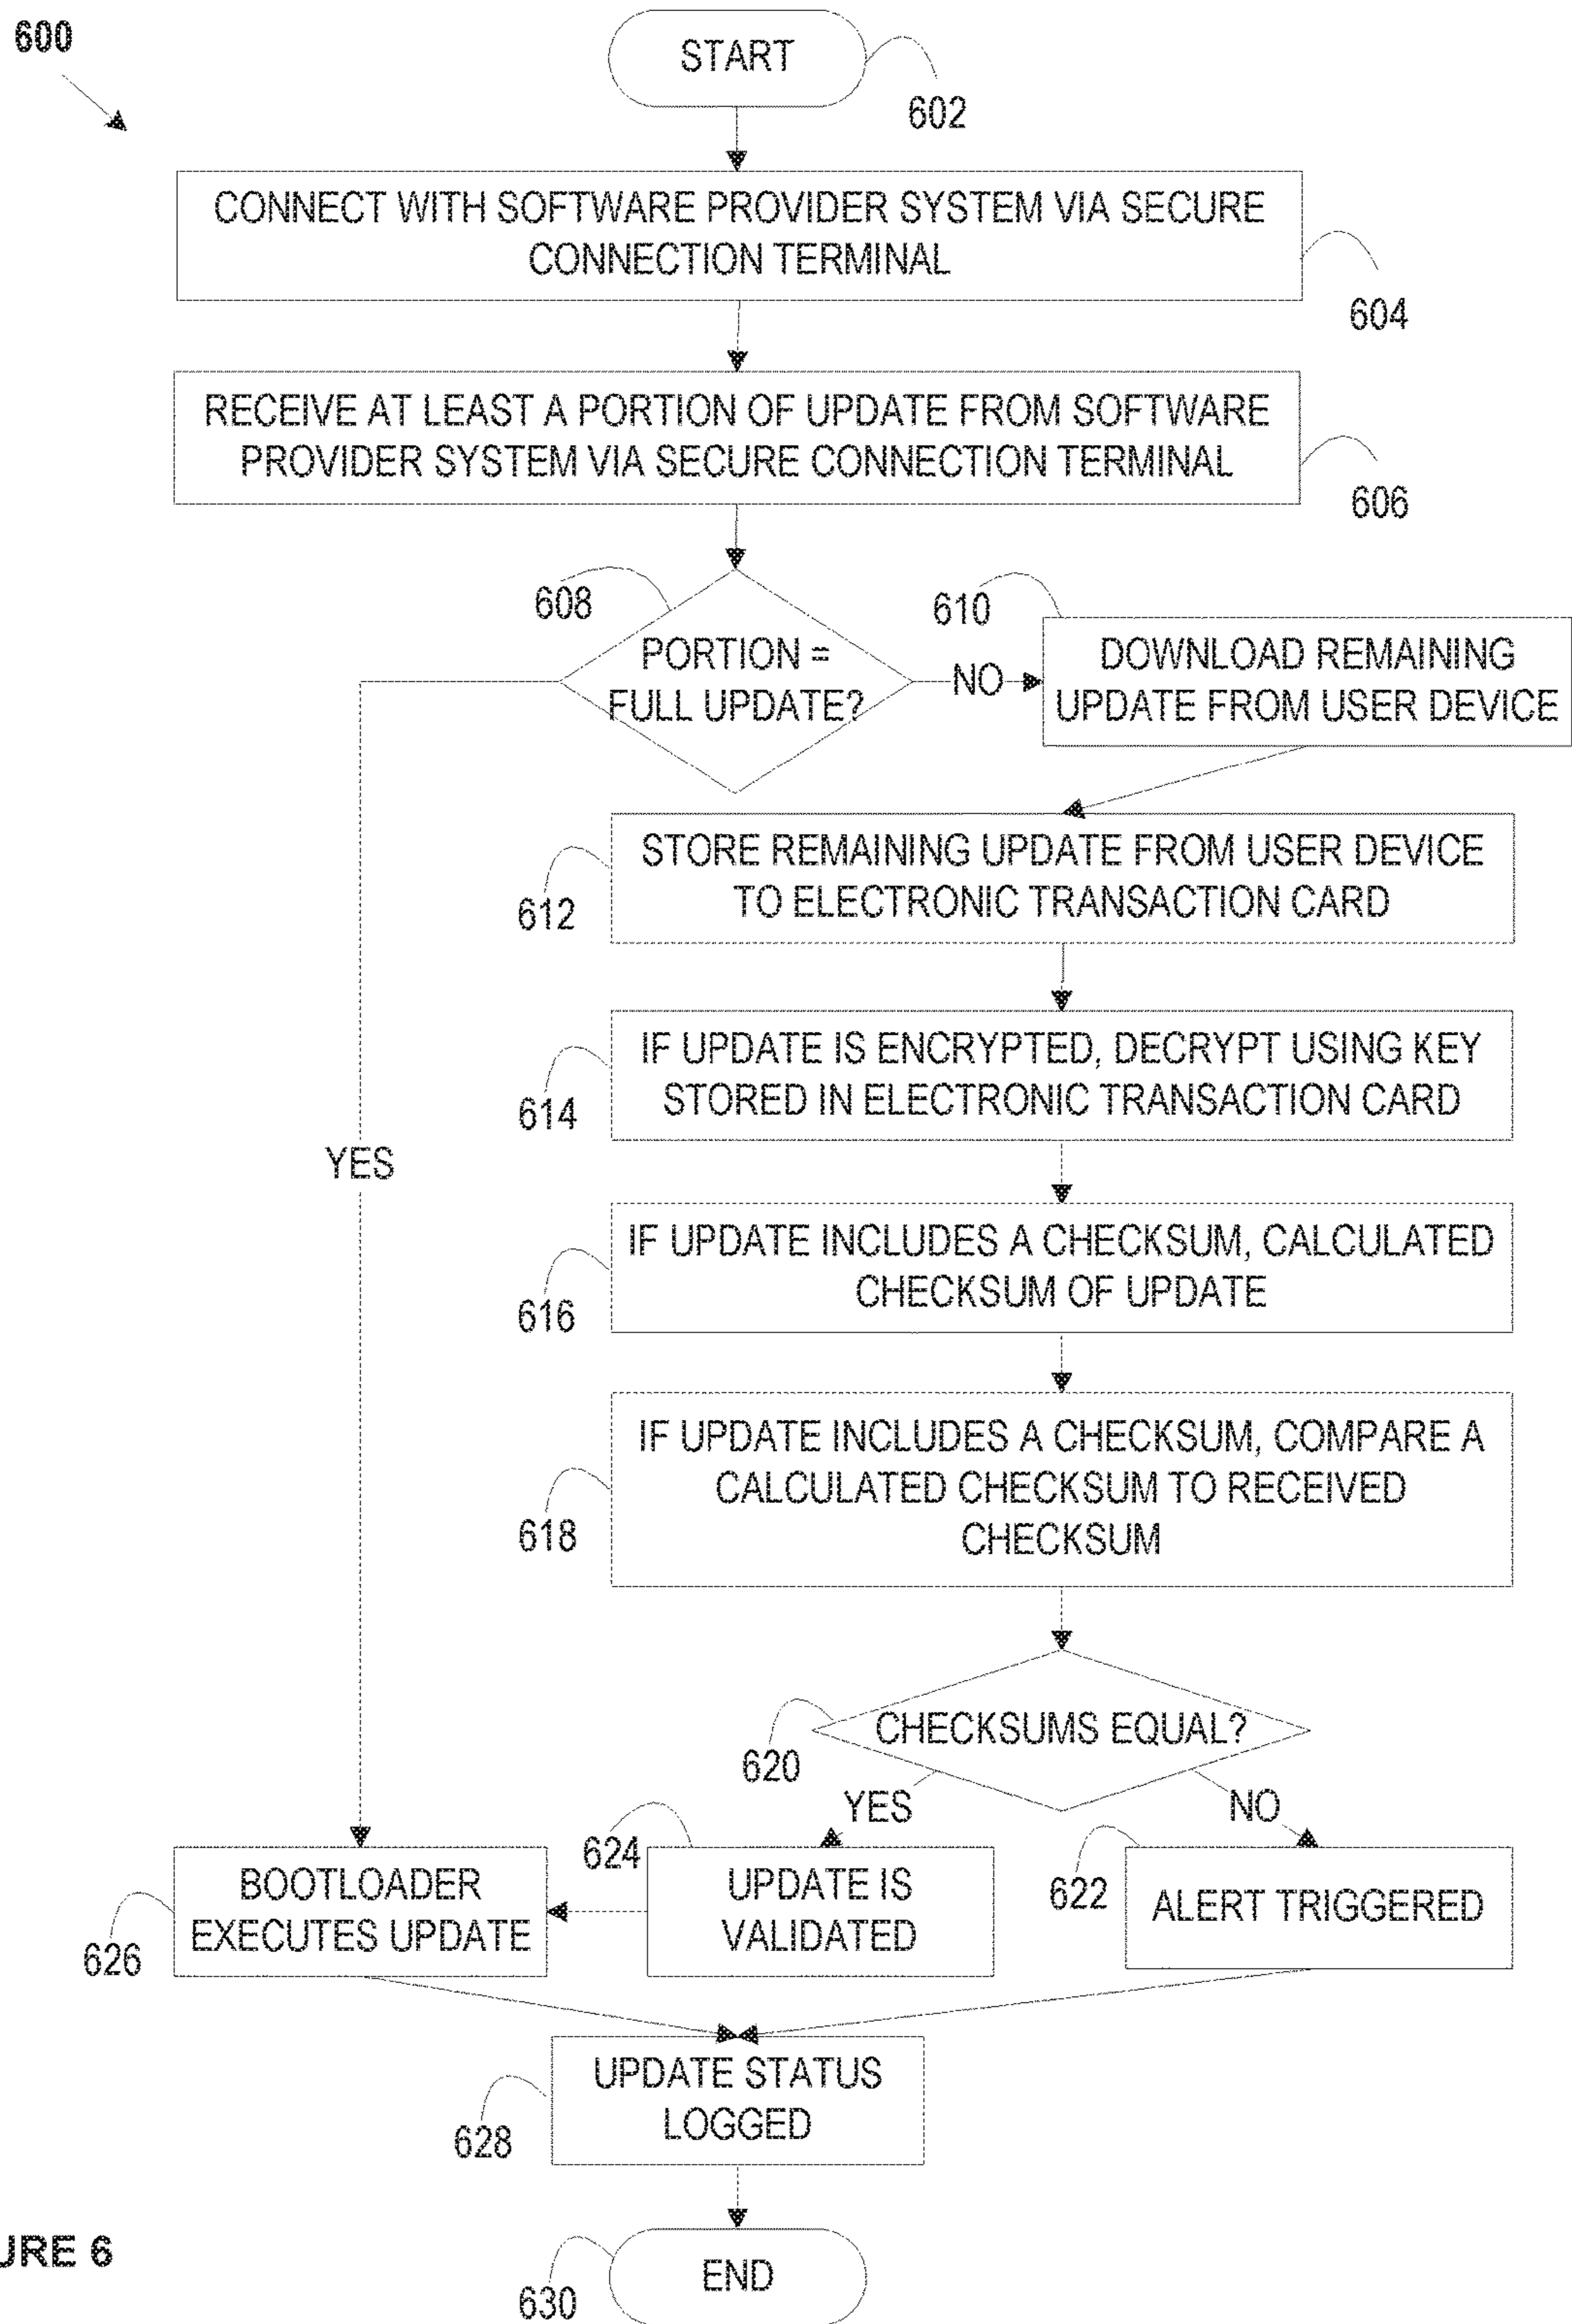 600
START
602
CONNECT WITH SOFTWARE PROVIDER SYSTEM VIA SECURE
CONNECTION TERMINAL
604
RECEIVE AT LEAST A PORTION OF UPDATE FROM SOFTWARE
PROVIDER SYSTEM VIA SECURE CONNECTION TERMINAL
606
608
PORTION =
FULL UPDATE?
NO
610
DOWNLOAD REMAINING
UPDATE FROM USER DEVICE
STORE REMAINING UPDATE FROM USER DEVICE
TO ELECTRONIC TRANSACTION CARD
612
IF UPDATE IS ENCRYPTED, DECRYPT USING KEY
STORED IN ELECTRONIC TRANSACTION CARD
614
YES
IF UPDATE INCLUDES A CHECKSUM, CALCULATED
CHECKSUM OF UPDATE
616
IF UPDATE INCLUDES A CHECKSUM, COMPARE A
CALCULATED CHECKSUM TO RECEIVED
CHECKSUM
618
CHECKSUMS EQUAL?
620
YES
NO
624
622
BOOTLOADER
EXECUTES UPDATE
626
UPDATE IS
VALIDATED
ALERT TRIGGERED
UPDATE STATUS
LOGGED
628
URE 6
END
630